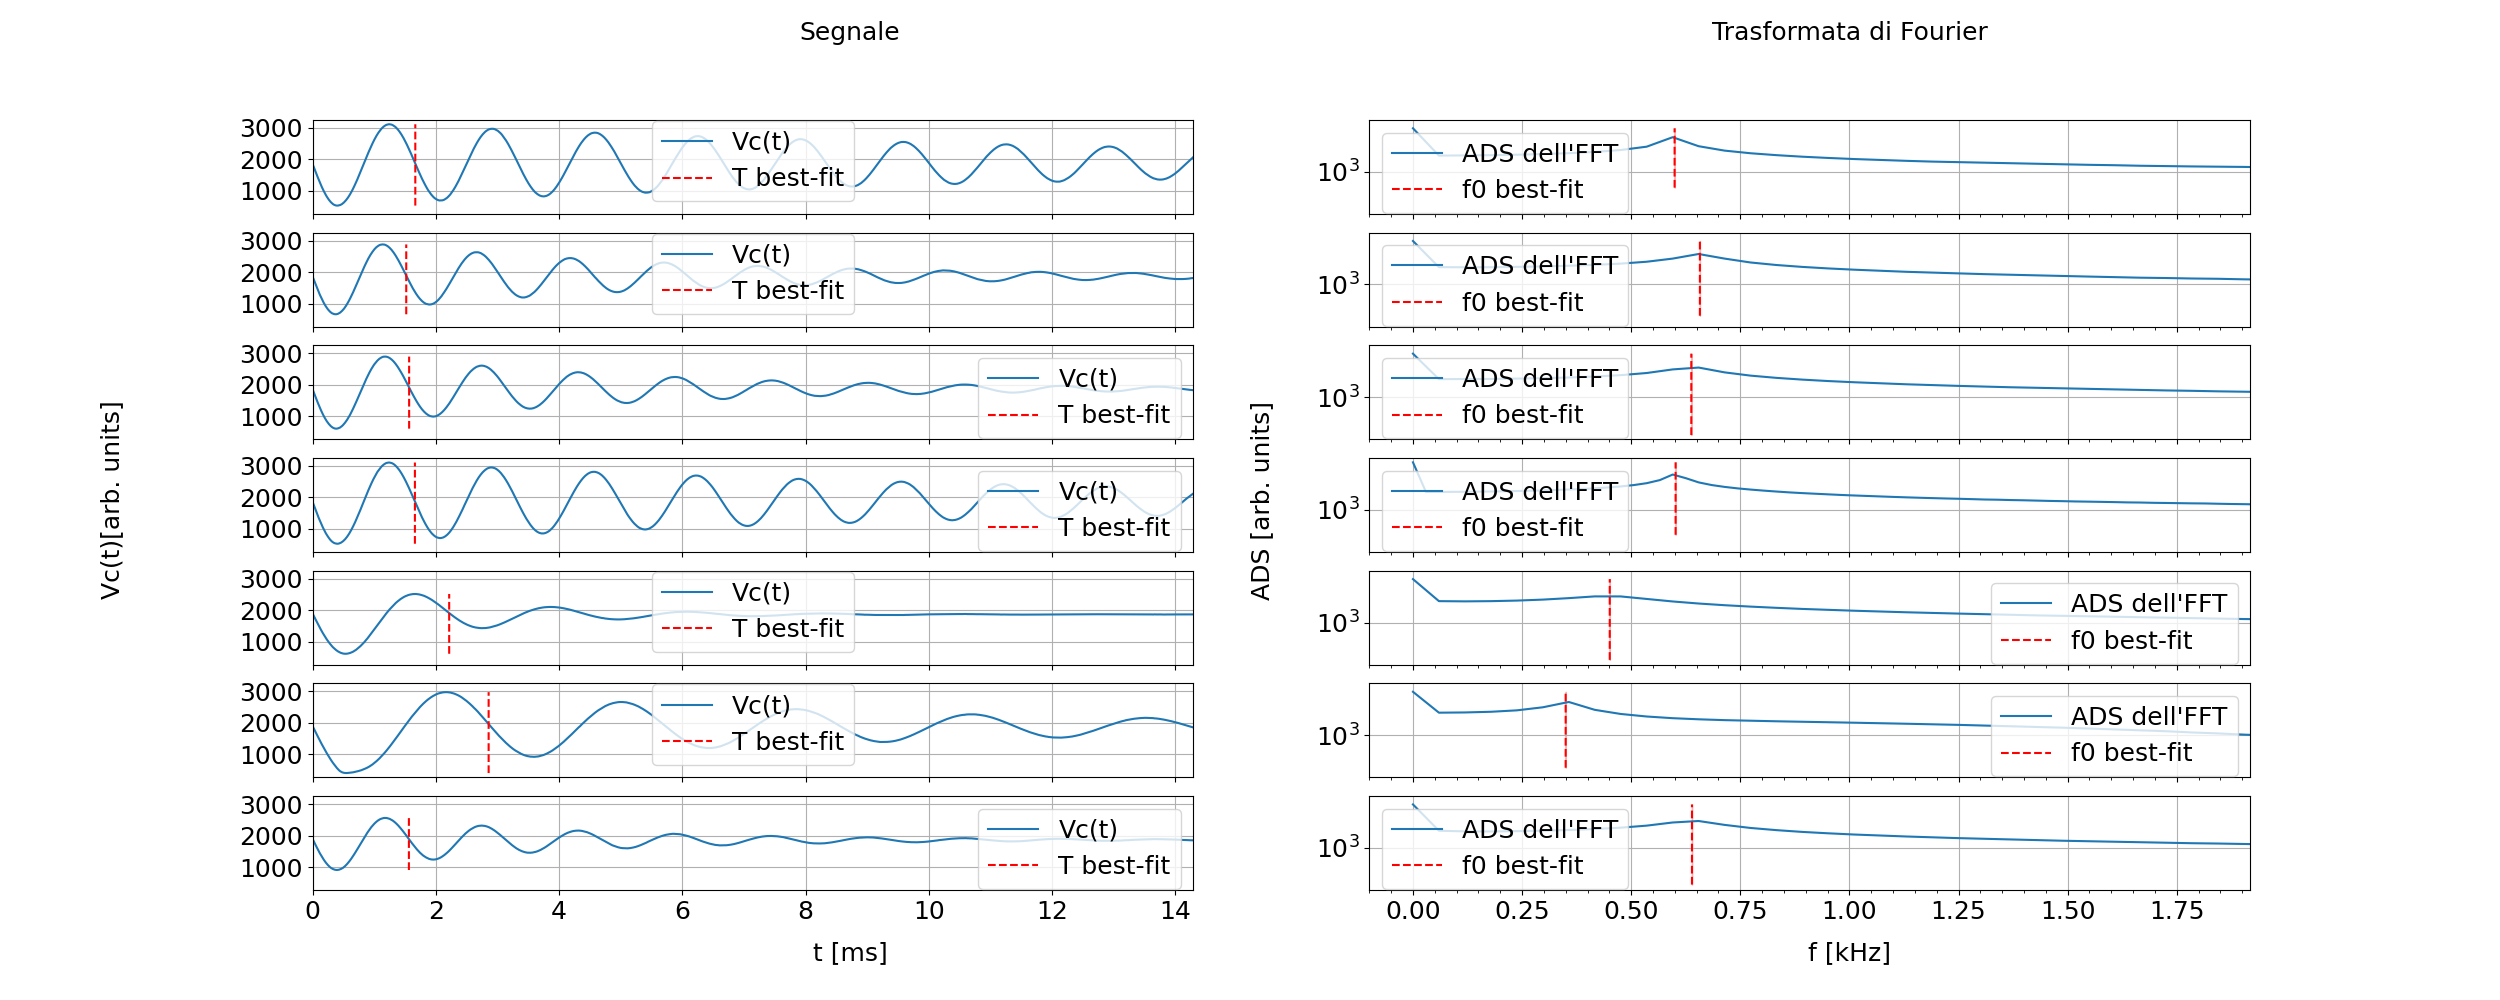 Segnale
Trasformata di Fourier
Vc(t)[arb. units]
3000
2000
1000
Vc(t)
T best-fit
3000
2000
1000
Vc(t)
T best-fit
3000
2000
1000
Vc(t)
T best-fit
3000
2000
1000
Vc(t)
T best-fit
3000
2000
1000
Vc(t)
T best-fit
3000
2000
1000
Vc(t)
T best-fit
3000
2000
1000
Vc(t)
T best-fit
0 2 4 6 8 10 12 14
t [ms]
ADS [arb. units]
10³
ADS dell'FFT
f0 best-fit
10³
ADS dell'FFT
f0 best-fit
10³
ADS dell'FFT
f0 best-fit
10³
ADS dell'FFT
f0 best-fit
10³
ADS dell'FFT
f0 best-fit
10³
ADS dell'FFT
f0 best-fit
10³
ADS dell'FFT
f0 best-fit
0.00 0.25 0.50 0.75 1.00 1.25 1.50 1.75
f [kHz]